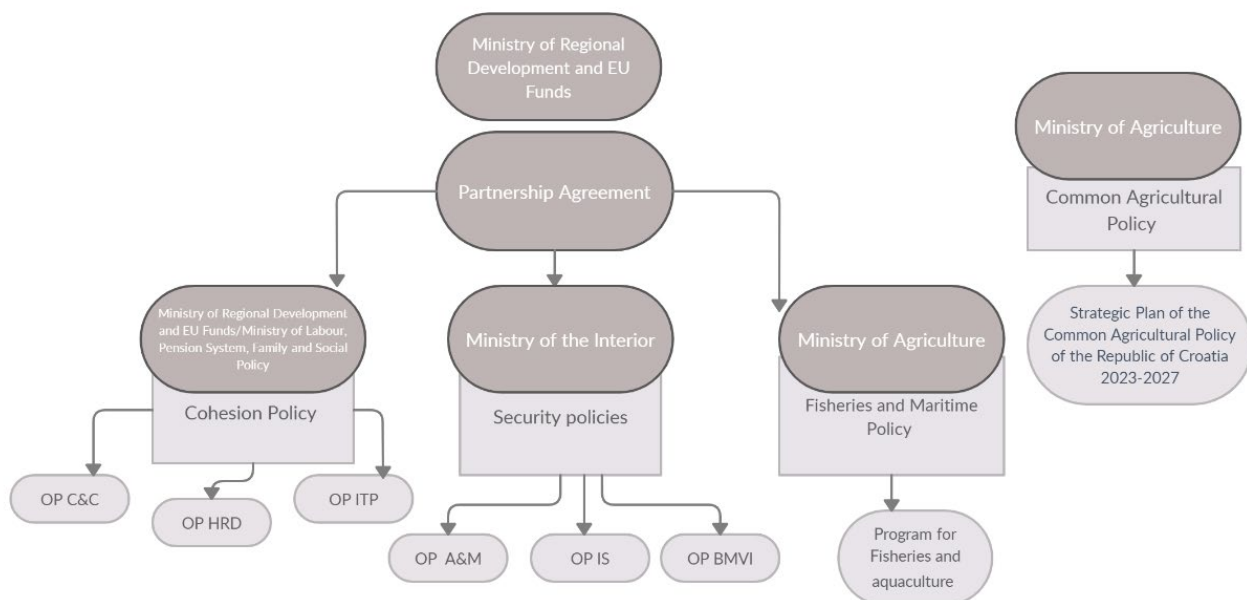 Ministry of Regional
Development and EU
Funds
Partnership Agreement
Ministry of Agriculture
Common Agricultural
Policy
Strategic Plan of the
Common Agricultural Policy
of the Republic of Croatia
2023-2027
Ministry of Regional Development
and EU Funds/Ministry of Labour,
Pension System, Family and Social
Policy
Cohesion Policy
OP C&C
OP HRD
OP ITP
Ministry of the Interior
Security policies
OP A&M
OP IS
OP BMVI
Ministry of Agriculture
Fisheries and Maritime
Policy
Program for
Fisheries and
aquaculture